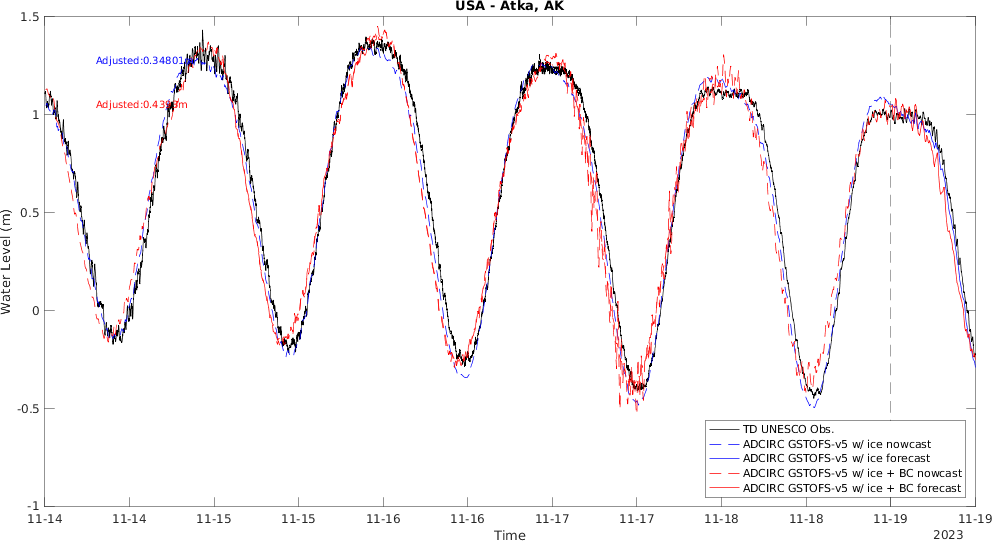 USA - Atka, AK
1.5
Adjusted:0.34801
Adjusted:0.43 m
1
0.5
0
-0.5
-1
Water Level (m)
TD UNESCO Obs.
ADCIRC GSTOFS-v5 w/ ice nowcast
ADCIRC GSTOFS-v5 w/ ice forecast
ADCIRC GSTOFS-v5 w/ ice + BC nowcast
ADCIRC GSTOFS-v5 w/ ice + BC forecast
11-14 11-14 11-15 11-15 11-16 11-16 11-17 11-17 11-18 11-18 11-19 11-19
Time
2023